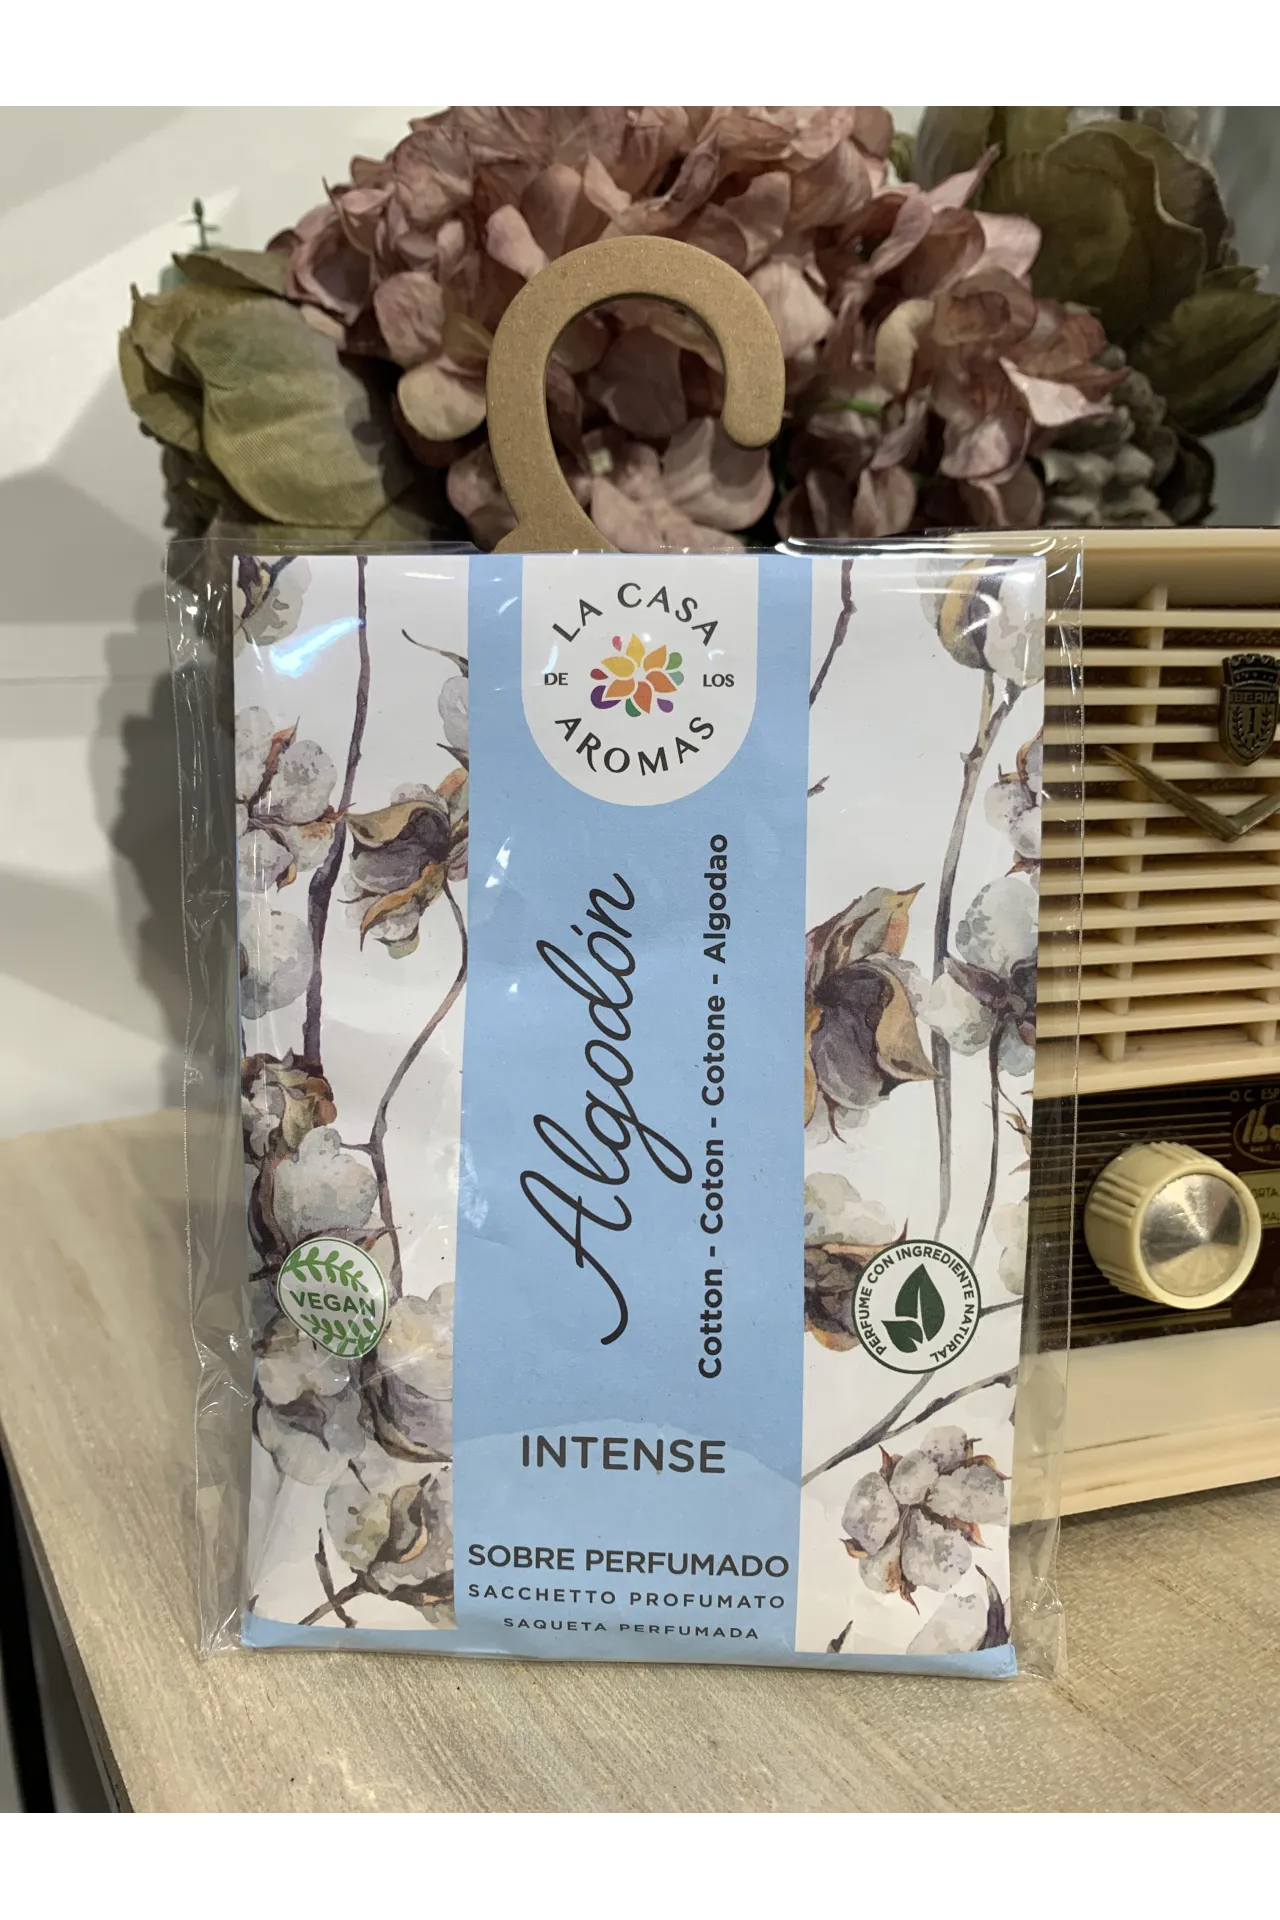 LA CASA
DE LOS
AROMAS
Algodón
Cotton - Coton - Cotone - Algodao
VEGAN
PERFUME CON INGREDIENTE NATURAL
INTENSE
SOBRE PERFUMADO
SACCHETTO PROFUMATO
SAQUETA PERFUMADA
IBERIA
I